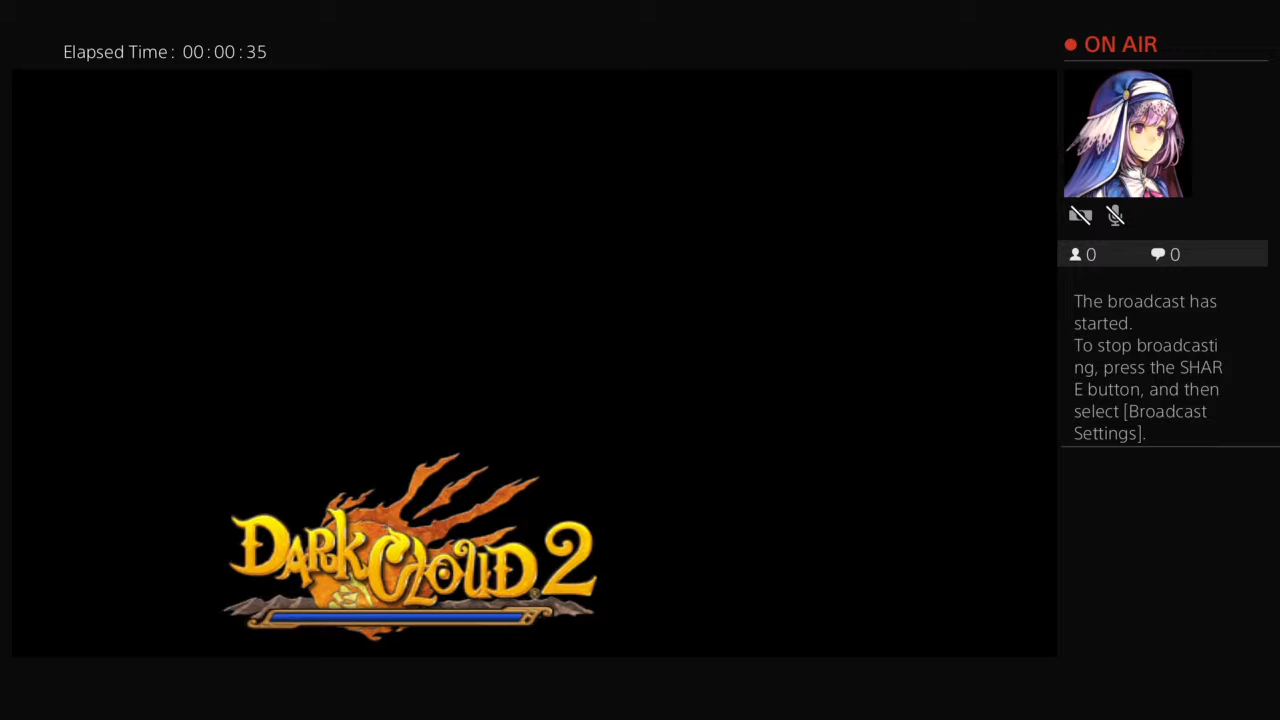 Elapsed Time: 00:00:35
ON AIR
0 0
The broadcast has
started.
To stop broadcasti
ng, press the SHAR
E button, and then
select [Broadcast
Settings].
DARK CLOUD® 2